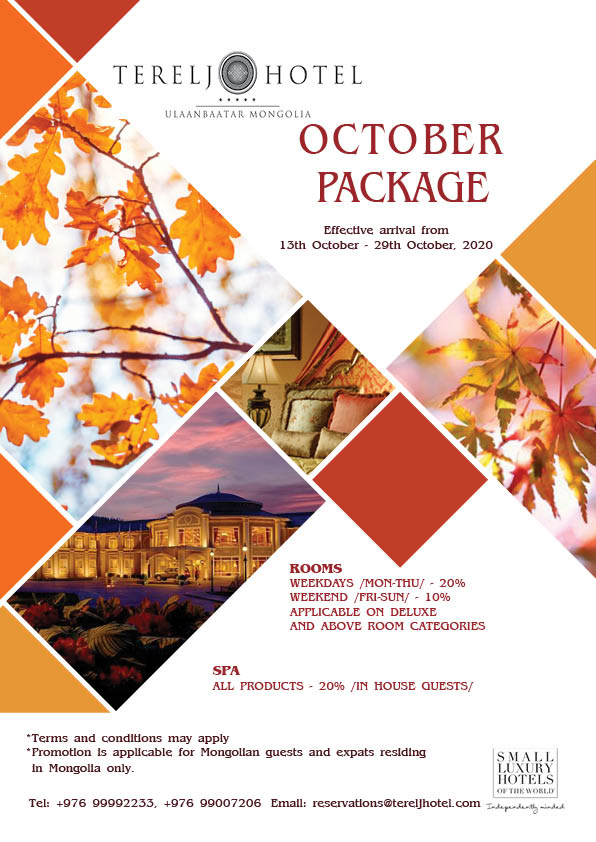 TERELJ HOTEL
ULAANBAATAR MONGOLIA
OCTOBER
PACKAGE
Effective arrival from
13th October - 29th October, 2020
ROOMS
WEEKDAYS /MON-THU/ - 20%
WEEKEND /FRI-SUN/ - 10%
APPLICABLE ON DELUXE
AND ABOVE ROOM CATEGORIES
SPA
ALL PRODUCTS - 20% /IN HOUSE GUESTS/
*Terms and conditions may apply
*Promotion is applicable for Mongolian guests and expats residing
in Mongolia only.
Tel: +976 99992233, +976 99007206 Email: reservations@tereljhotel.com
SMALL
LUXURY
HOTELS
OF THE WORLD
Independently minded